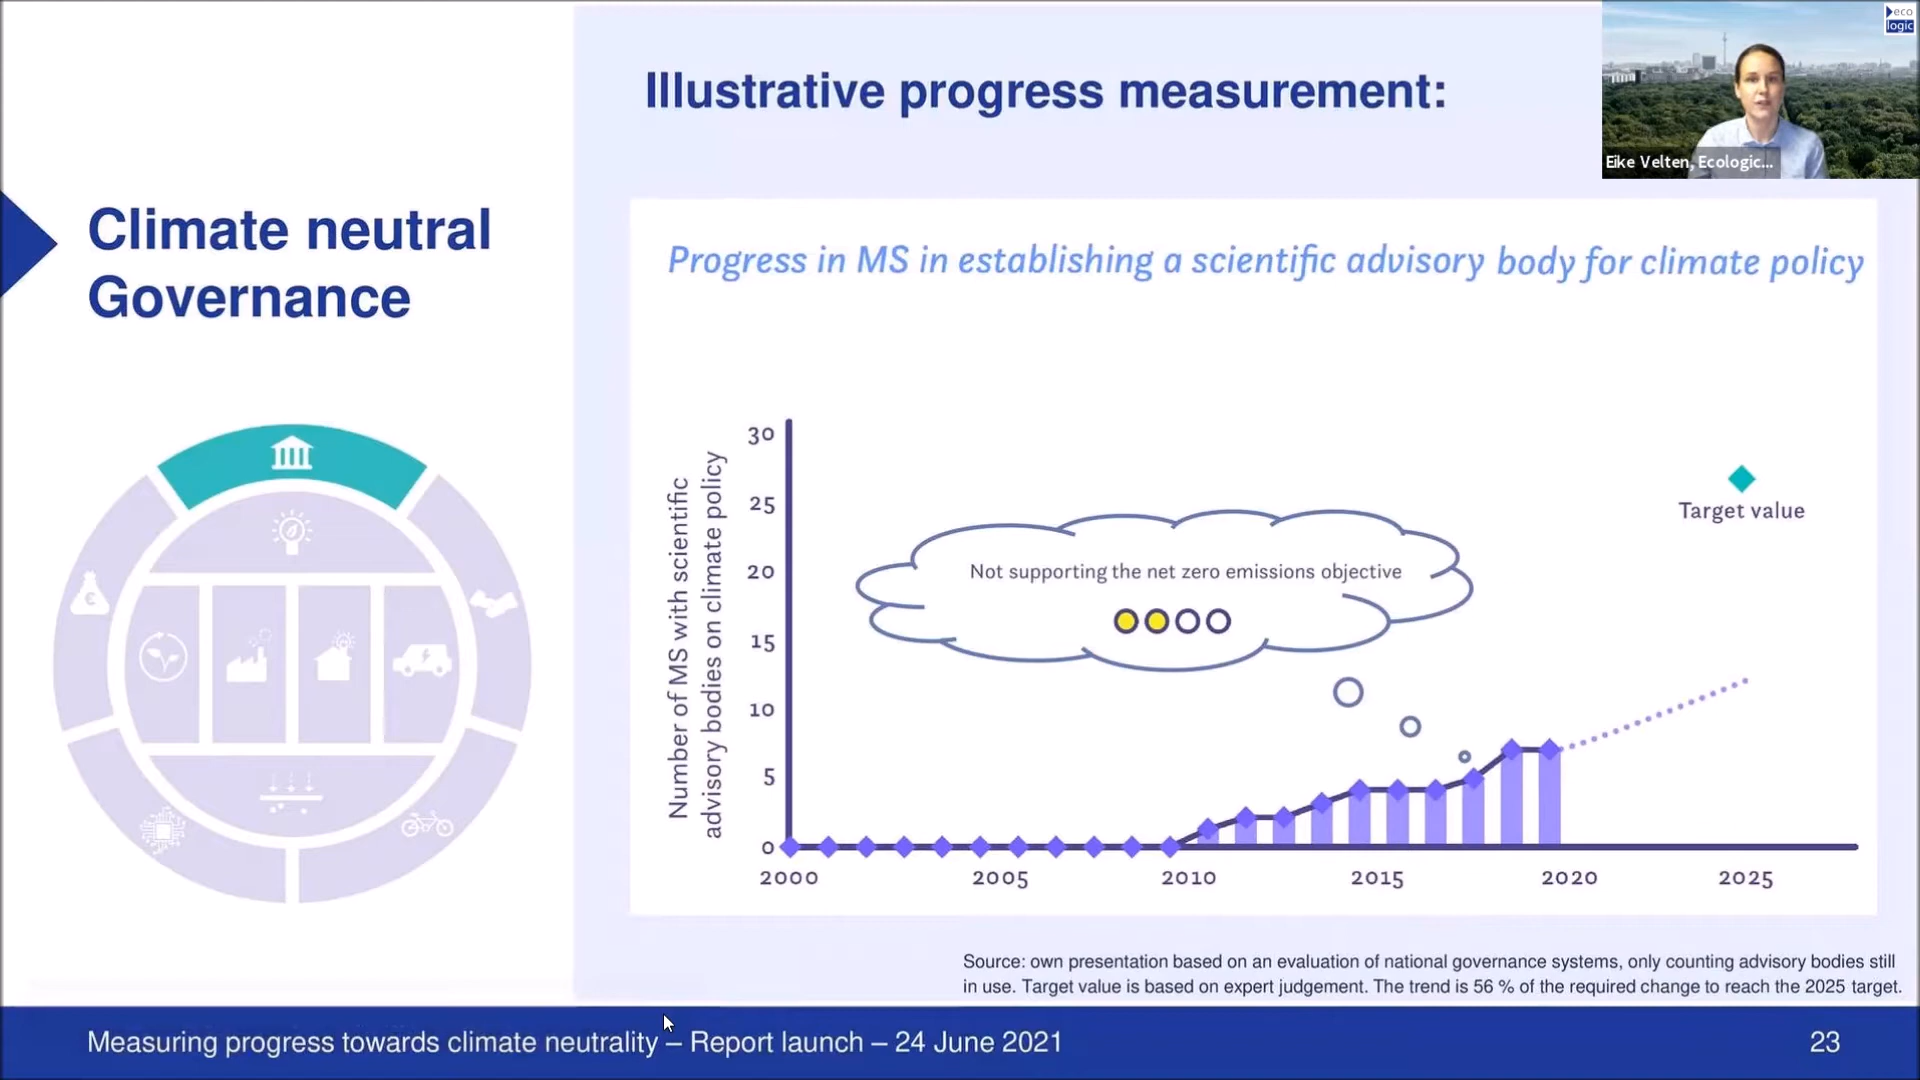 Illustrative progress measurement:
eco
logic
Eike Velten, Ecologic...
Climate neutral
Governance
Progress in MS in establishing a scientific advisory body for climate policy
Number of MS with scientific
advisory bodies on climate policy
30
25
20
15
10
5
0
Not supporting the net zero emissions objective
Target value
2000
2005
2010
2015
2020
2025
€
Source: own presentation based on an evaluation of national governance systems, only counting advisory bodies still
in use. Target value is based on expert judgement. The trend is 56 % of the required change to reach the 2025 target.
Measuring progress towards climate neutrality – Report launch – 24 June 2021
23